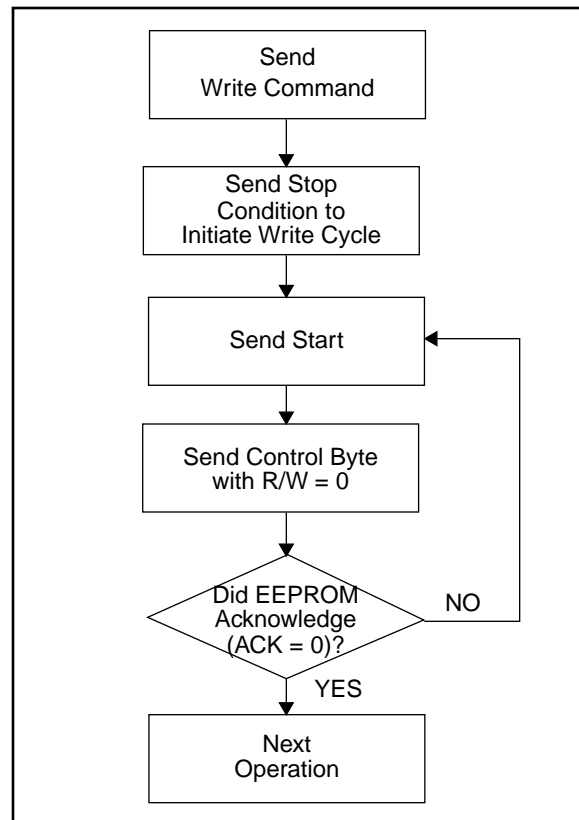 Send
Write Command
Send Stop
Condition to
Initiate Write Cycle
Send Start
Send Control Byte
with R/W = 0
Did EEPROM
Acknowledge
(ACK = 0)?
NO
YES
Next
Operation